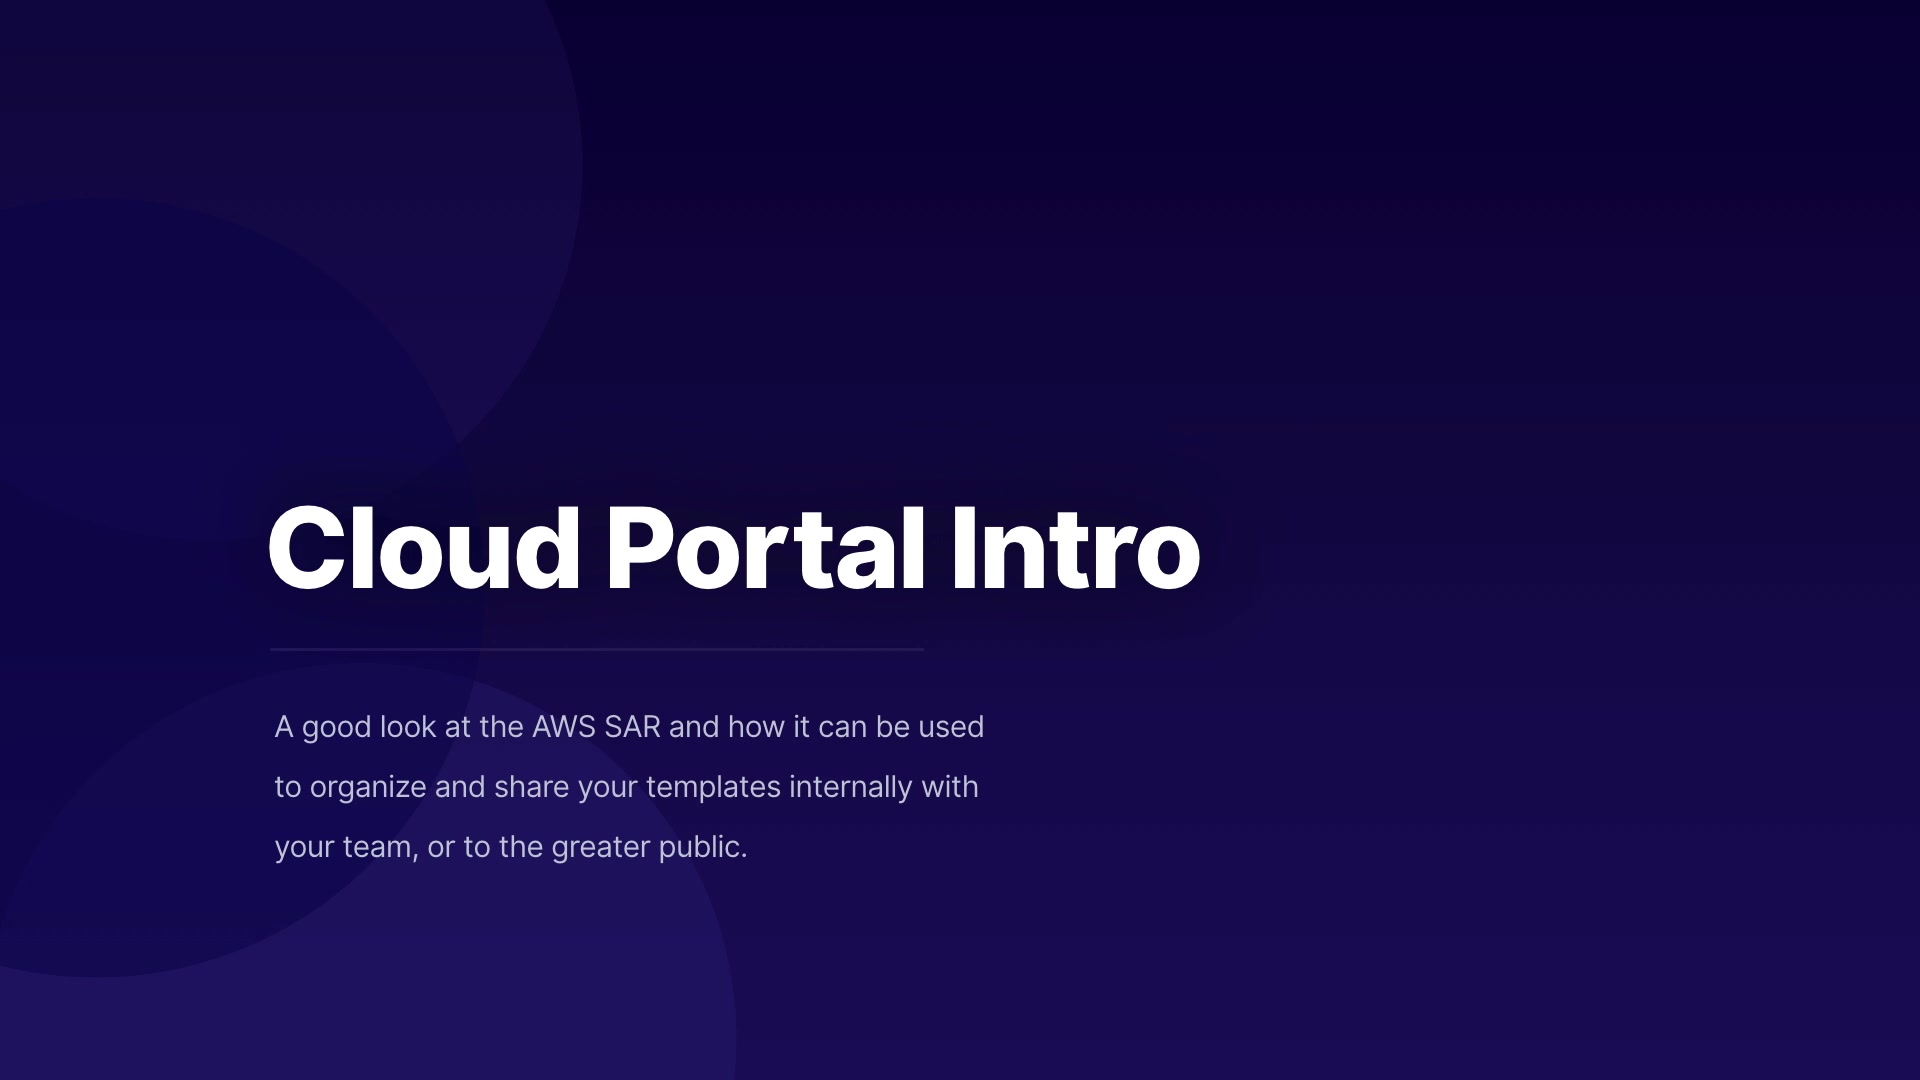 Cloud Portal Intro
A good look at the AWS SAR and how it can be used
to organize and share your templates internally with
your team, or to the greater public.